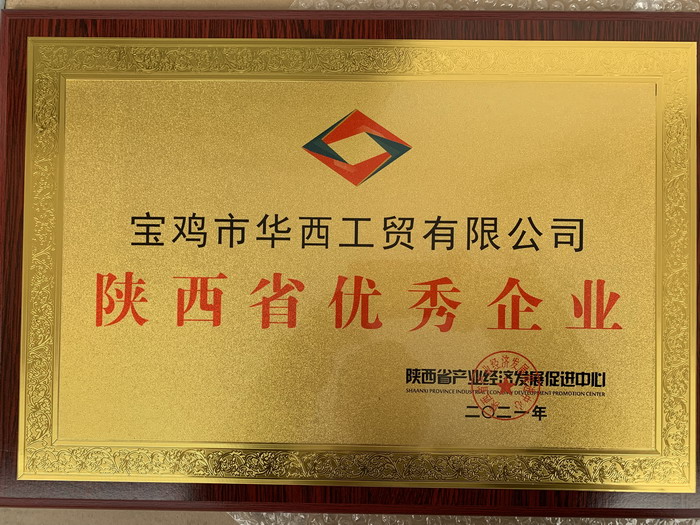 宝鸡市华西工贸有限公司
陕西省优秀企业
陕西省产业经济发展促进中心
SHAANXI PROVINCE INDUSTRIAL ECONOMY DEVELOPMENT PROMOTION CENTER
二〇二一年